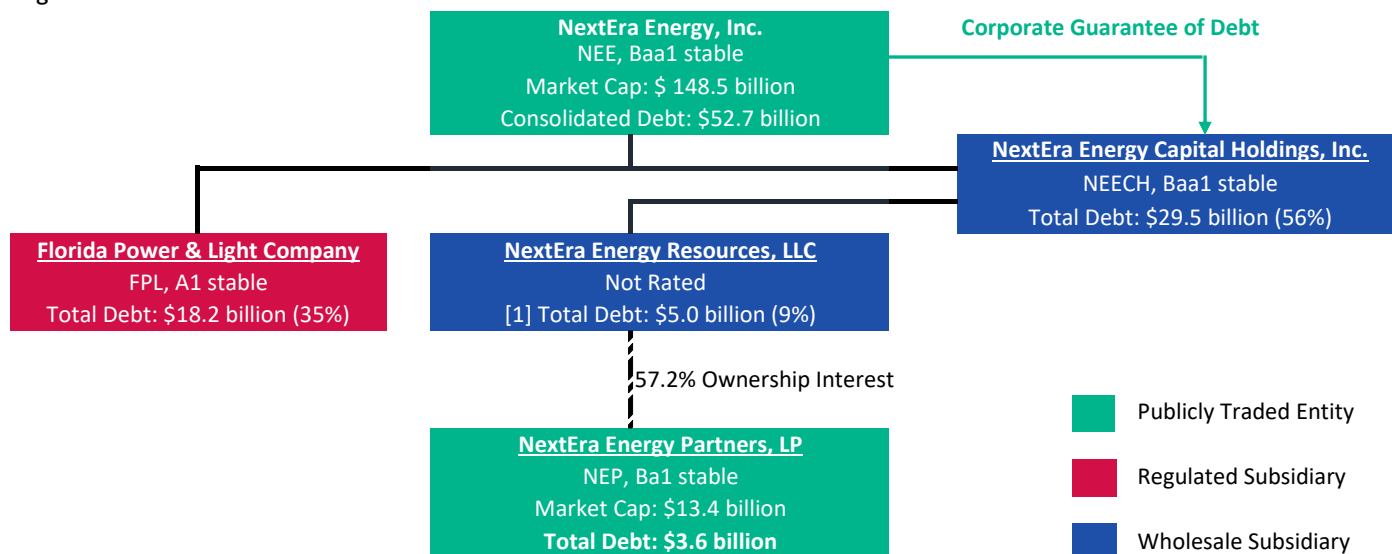 NextEra Energy, Inc.
NEE, Baa1 stable
Market Cap: $ 148.5 billion
Consolidated Debt: $52.7 billion
Corporate Guarantee of Debt
NextEra Energy Capital Holdings, Inc.
NEECH, Baa1 stable
Total Debt: $29.5 billion (56%)
Florida Power & Light Company
FPL, A1 stable
Total Debt: $18.2 billion (35%)
NextEra Energy Resources, LLC
Not Rated
[1] Total Debt: $5.0 billion (9%)
57.2% Ownership Interest
NextEra Energy Partners, LP
NEP, Ba1 stable
Market Cap: $13.4 billion
Total Debt: $3.6 billion
Publicly Traded Entity
Regulated Subsidiary
Wholesale Subsidiary